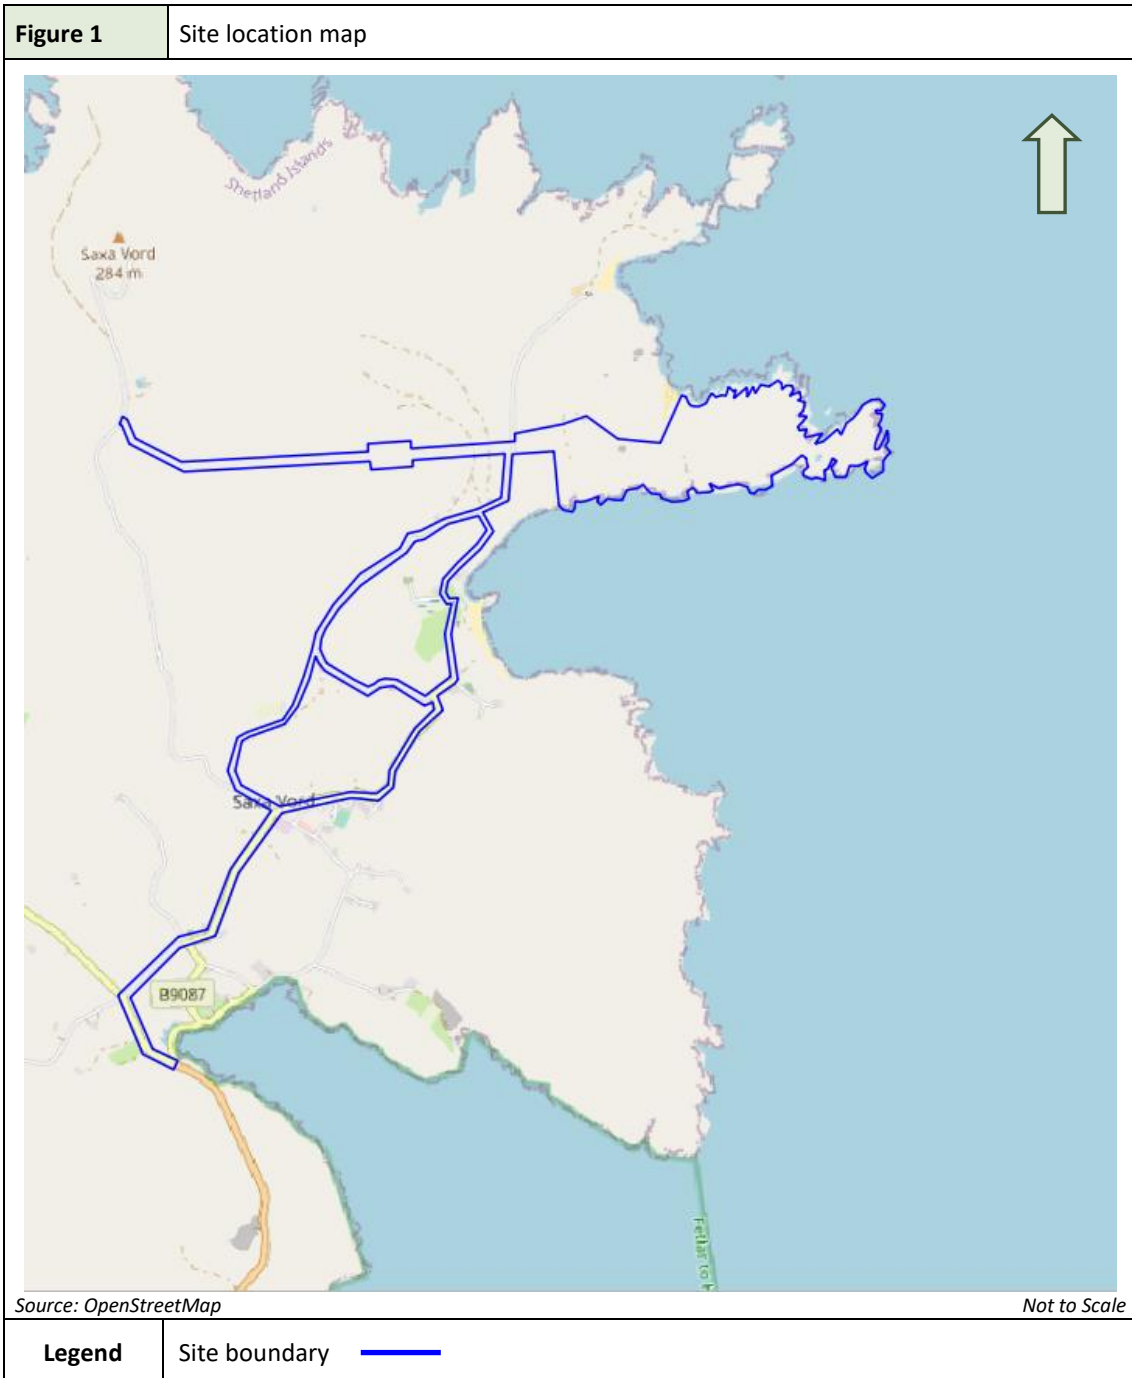 Figure 1
Site location map
Shetland Islands
Saxa Vord
284 m
Saxa Vord
B9087
Fetlar to
Source: OpenStreetMap
Not to Scale
Legend
Site boundary